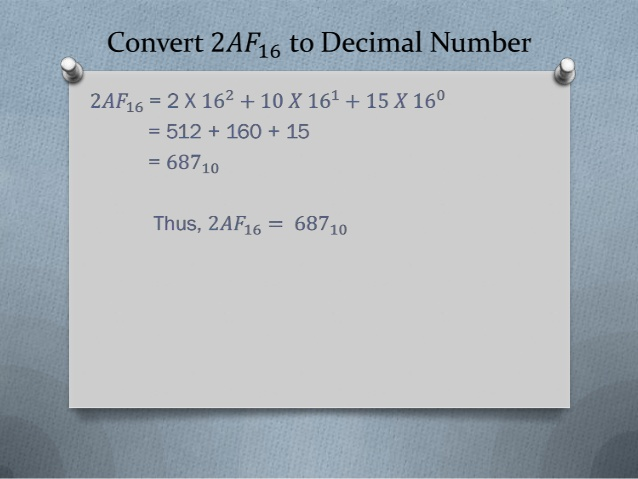 Convert 2𝐴𝐹₁₆ to Decimal Number
2𝐴𝐹₁₆ = 2 X 16² + 10 𝑋 16¹ + 15 𝑋 16⁰
= 512 + 160 + 15
= 687₁₀
Thus, 2𝐴𝐹₁₆ = 687₁₀